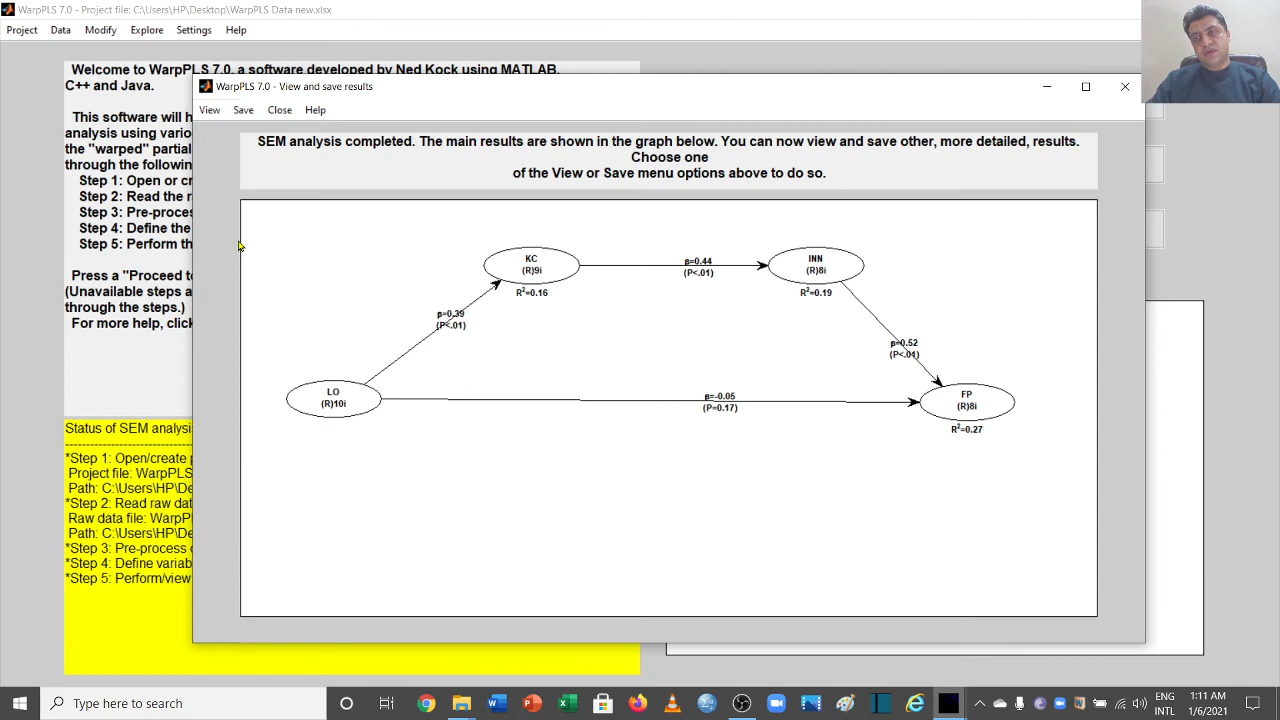 WarpPLS 7.0 - Project file: C:\Users\HP\Desktop\WarpPLS Data new.xlsx
Project Data Modify Explore Settings Help
Welcome to WarpPLS 7.0, a software developed by Ned Kock using MATLAB,
C++ and Java.
This software will h
analysis using vario
the "warped" partial
through the followin
Step 1: Open or cr
Step 2: Read the r
Step 3: Pre-proces
Step 4: Define the
Step 5: Perform th
Press a "Proceed to
(Unavailable steps a
through the steps.)
For more help, click
Status of SEM analysi
*Step 1: Open/create p
Project file: WarpPLS
Path: C:\Users\HP\De
*Step 2: Read raw dat
Raw data file: WarpP
Path: C:\Users\HP\De
*Step 3: Pre-process
*Step 4: Define variab
*Step 5: Perform/view
WarpPLS 7.0 - View and save results
View Save Close Help
SEM analysis completed. The main results are shown in the graph below. You can now view and save other, more detailed, results.
Choose one
of the View or Save menu options above to do so.
KC
(R)9i
R²=0.16
β=0.44
(P<.01)
INN
(R)8i
R²=0.19
β=0.39
(P<.01)
β=0.52
(P<.01)
LO
(R)10i
β=-0.05
(P=0.17)
FP
(R)8i
R²=0.27
Type here to search
ENG
INTL
1:11 AM
1/6/2021